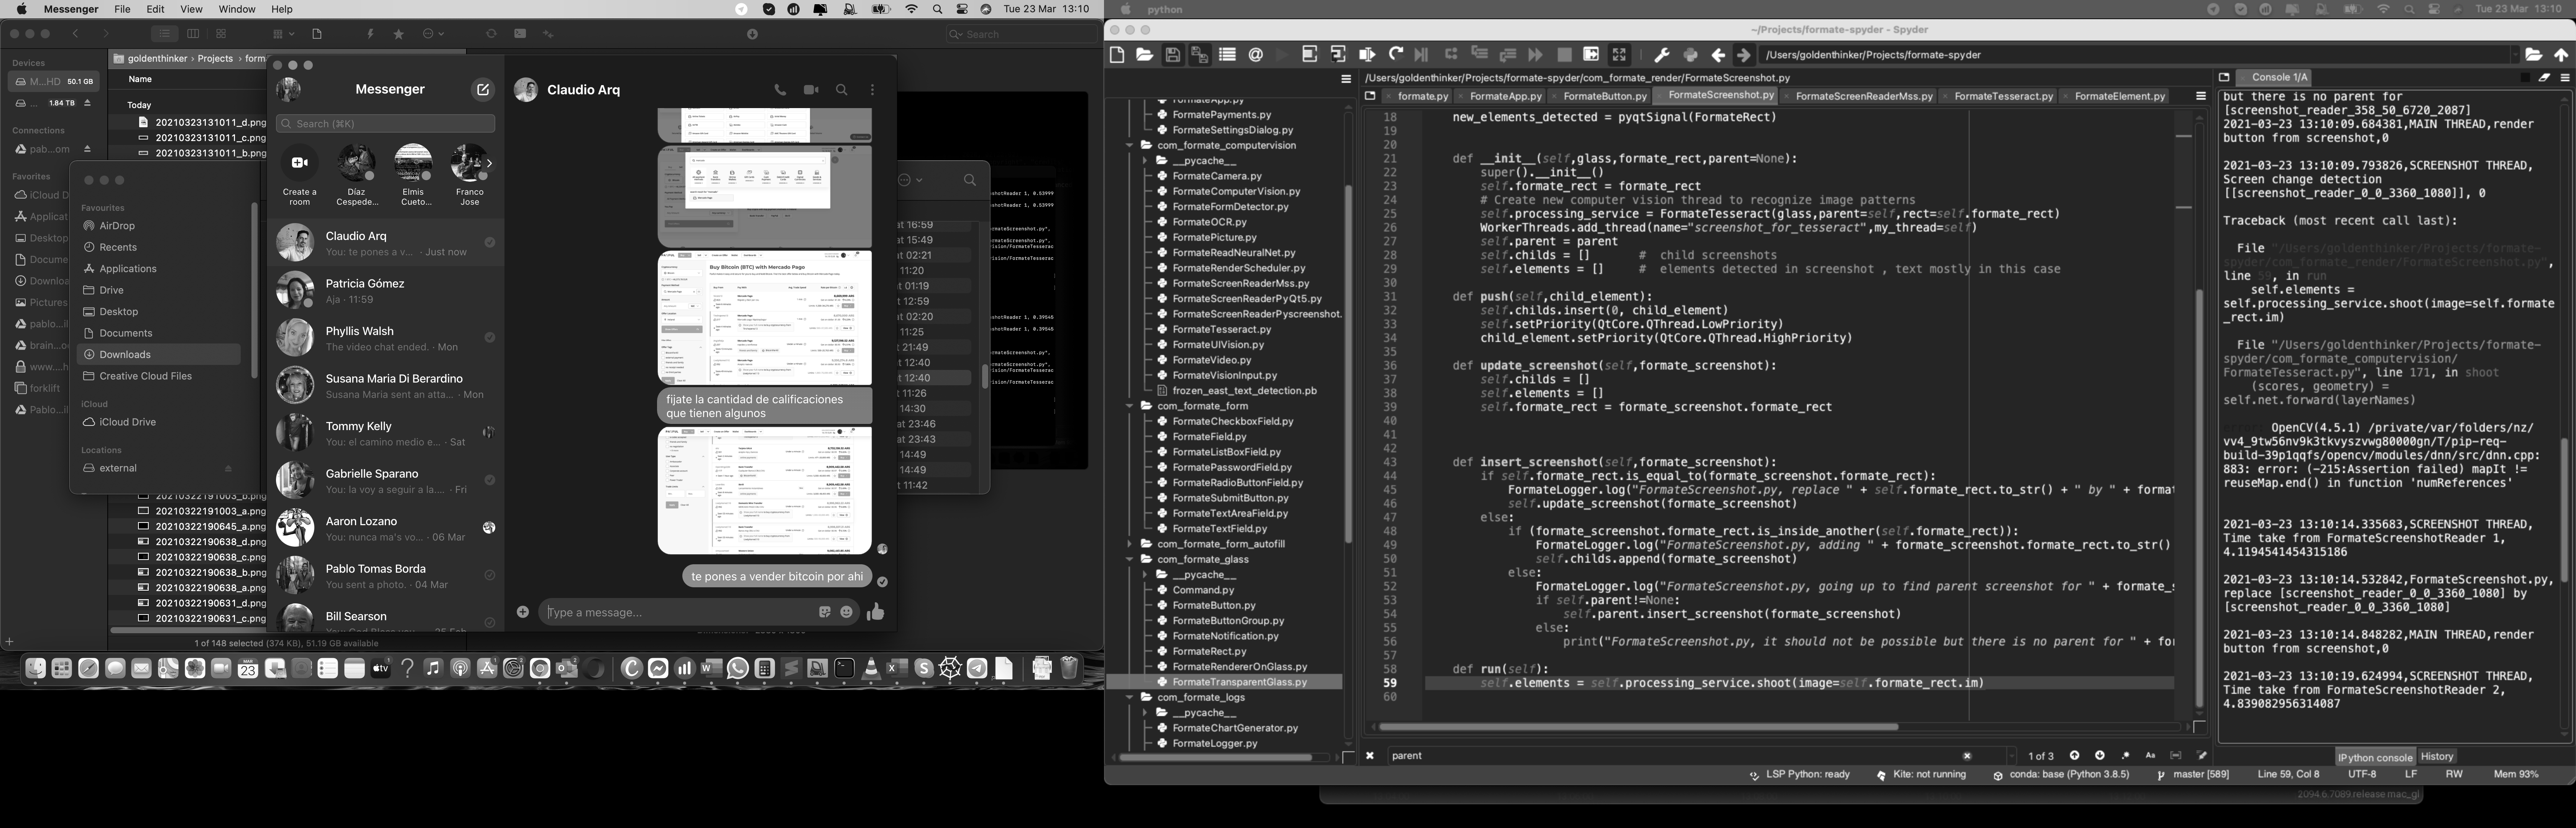 Messenger File Edit View Window Help
Tue 23 Mar 13:10
Search
Devices
M...HD 50.1 GB
... 1.84 TB
Connections
pab...om
Favorites
iCloud D
Applicat
Desktop
Docume
Downloa
Pictures
pablo...il
brain...o
www....h
forklift
Pablo...il
goldenthinker › Projects › form
Name
Today
20210323131011_d.png
20210323131011_c.png
20210323131011_b.png
20210322191003_b.png
20210322191003_a.png
20210322190645_a.png
20210322190638_d.png
20210322190638_c.png
20210322190638_b.png
20210322190638_a.png
20210322190631_d.png
20210322190631_c.png
1 of 148 selected (374 KB), 51.19 GB available
Favourites
AirDrop
Recents
Applications
Drive
Desktop
Documents
Downloads
Creative Cloud Files
iCloud
iCloud Drive
Locations
external
Messenger
Search (⌘K)
Create a room
Díaz Cespede...
Elmis Cueto...
Franco Jose
Claudio Arq
You: te pones a v... · Just now
Patricia Gómez
Aja · 11:59
Phyllis Walsh
The video chat ended. · Mon
Susana Maria Di Berardino
Susana Maria sent an atta... · Mon
Tommy Kelly
You: el camino medio e... · Sat
Gabrielle Sparano
You: la voy a seguir a la.... · Fri
Aaron Lozano
You: nunca ma's vo... · 06 Mar
Pablo Tomas Borda
You sent a photo. · 04 Mar
Bill Searson
Claudio Arq
Buy Bitcoin (BTC) with Mercado Pago
fijate la cantidad de calificaciones
que tienen algunos
te pones a vender bitcoin por ahi
Type a message...
at 16:59
at 15:49
at 02:21
11:20
at 01:19
12:59
at 02:20
11:25
at 21:49
12:40
at 12:40
at 11:26
14:30
at 23:46
at 23:43
14:49
14:49
11:42
python
Tue 23 Mar 13:10
~/Projects/formate-spyder - Spyder
/Users/goldenthinker/Projects/formate-spyder
FormateApp.py
FormatePayments.py
FormateSettingsDialog.py
com_formate_computervision
__pycache__
FormateCamera.py
FormateComputerVision.py
FormateFormDetector.py
FormateOCR.py
FormatePicture.py
FormateReadNeuralNet.py
FormateRenderScheduler.py
FormateScreenReaderMss.py
FormateScreenReaderPyQt5.py
FormateScreenReaderPyscreenshot.
FormateTesseract.py
FormateUIVision.py
FormateVideo.py
FormateVisionInput.py
frozen_east_text_detection.pb
com_formate_form
FormateCheckboxField.py
FormateField.py
FormateListBoxField.py
FormatePasswordField.py
FormateRadioButtonField.py
FormateSubmitButton.py
FormateTextAreaField.py
FormateTextField.py
com_formate_form_autofill
com_formate_glass
__pycache__
Command.py
FormateButton.py
FormateButtonGroup.py
FormateNotification.py
FormateRect.py
FormateRendererOnGlass.py
FormateTransparentGlass.py
com_formate_logs
__pycache__
FormateChartGenerator.py
FormateLogger.py
/Users/goldenthinker/Projects/formate-spyder/com_formate_render/FormateScreenshot.py
formate.py FormateApp.py FormateButton.py FormateScreenshot.py FormateScreenReaderMss.py FormateTesseract.py FormateElement.py
18 new_elements_detected = pyqtSignal(FormateRect)
19
20
21 def __init__(self,glass,formate_rect,parent=None):
22 super().__init__()
23 self.formate_rect = formate_rect
24 # Create new computer vision thread to recognize image patterns
25 self.processing_service = FormateTesseract(glass,parent=self,rect=self.formate_rect)
26 WorkerThreads.add_thread(name="screenshot_for_tesseract",my_thread=self)
27 self.parent = parent
28 self.childs = [] # child screenshots
29 self.elements = [] # elements detected in screenshot , text mostly in this case
30
31 def push(self,child_element):
32 self.childs.insert(0, child_element)
33 self.setPriority(QtCore.QThread.LowPriority)
34 child_element.setPriority(QtCore.QThread.HighPriority)
35
36 def update_screenshot(self,formate_screenshot):
37 self.childs = []
38 self.elements = []
39 self.formate_rect = formate_screenshot.formate_rect
40
41
42
43 def insert_screenshot(self,formate_screenshot):
44 if self.formate_rect.is_equal_to(formate_screenshot.formate_rect):
45 FormateLogger.log("FormateScreenshot.py, replace " + self.formate_rect.to_str() + " by " + format
46 self.update_screenshot(formate_screenshot)
47 else:
48 if (formate_screenshot.formate_rect.is_inside_another(self.formate_rect)):
49 FormateLogger.log("FormateScreenshot.py, adding " + formate_screenshot.formate_rect.to_str()
50 self.childs.append(formate_screenshot)
51 else:
52 FormateLogger.log("FormateScreenshot.py, going up to find parent screenshot for " + formate_s
53 if self.parent!=None:
54 self.parent.insert_screenshot(formate_screenshot)
55 else:
56 print("FormateScreenshot.py, it should not be possible but there is no parent for " + for
57
58 def run(self):
59 self.elements = self.processing_service.shoot(image=self.formate_rect.im)
60
parent
1 of 3
Console 1/A
but there is no parent for
[screenshot_reader_358_50_6720_2087]
2021-03-23 13:10:09.684381,MAIN THREAD,render
button from screenshot,0
2021-03-23 13:10:09.793826,SCREENSHOT THREAD,
Screen change detection
[[screenshot_reader_0_0_3360_1080]], 0
Traceback (most recent call last):
File "/Users/goldenthinker/Projects/formate-
spyder/com_formate_render/FormateScreenshot.py",
line 59, in run
self.elements =
self.processing_service.shoot(image=self.formate
_rect.im)
File "/Users/goldenthinker/Projects/formate-
spyder/com_formate_computervision/
FormateTesseract.py", line 171, in shoot
(scores, geometry) =
self.net.forward(layerNames)
error: OpenCV(4.5.1) /private/var/folders/nz/
vv4_9tw56nv9k3tkvyszvwg80000gn/T/pip-req-
build-39p1qqfs/opencv/modules/dnn/src/dnn.cpp:
883: error: (-215:Assertion failed) mapIt !=
reuseMap.end() in function 'numReferences'
2021-03-23 13:10:14.335683,SCREENSHOT THREAD,
Time take from FormateScreenshotReader 1,
4.1194541454315186
2021-03-23 13:10:14.532842,FormateScreenshot.py,
replace [screenshot_reader_0_0_3360_1080] by
[screenshot_reader_0_0_3360_1080]
2021-03-23 13:10:14.848282,MAIN THREAD,render
button from screenshot,0
2021-03-23 13:10:19.624994,SCREENSHOT THREAD,
Time take from FormateScreenshotReader 2,
4.839082956314087
IPython console History
LSP Python: ready Kite: not running conda: base (Python 3.8.5) master [589] Line 59, Col 8 UTF-8 LF RW Mem 93%
2094.6.7089 release mac_gl